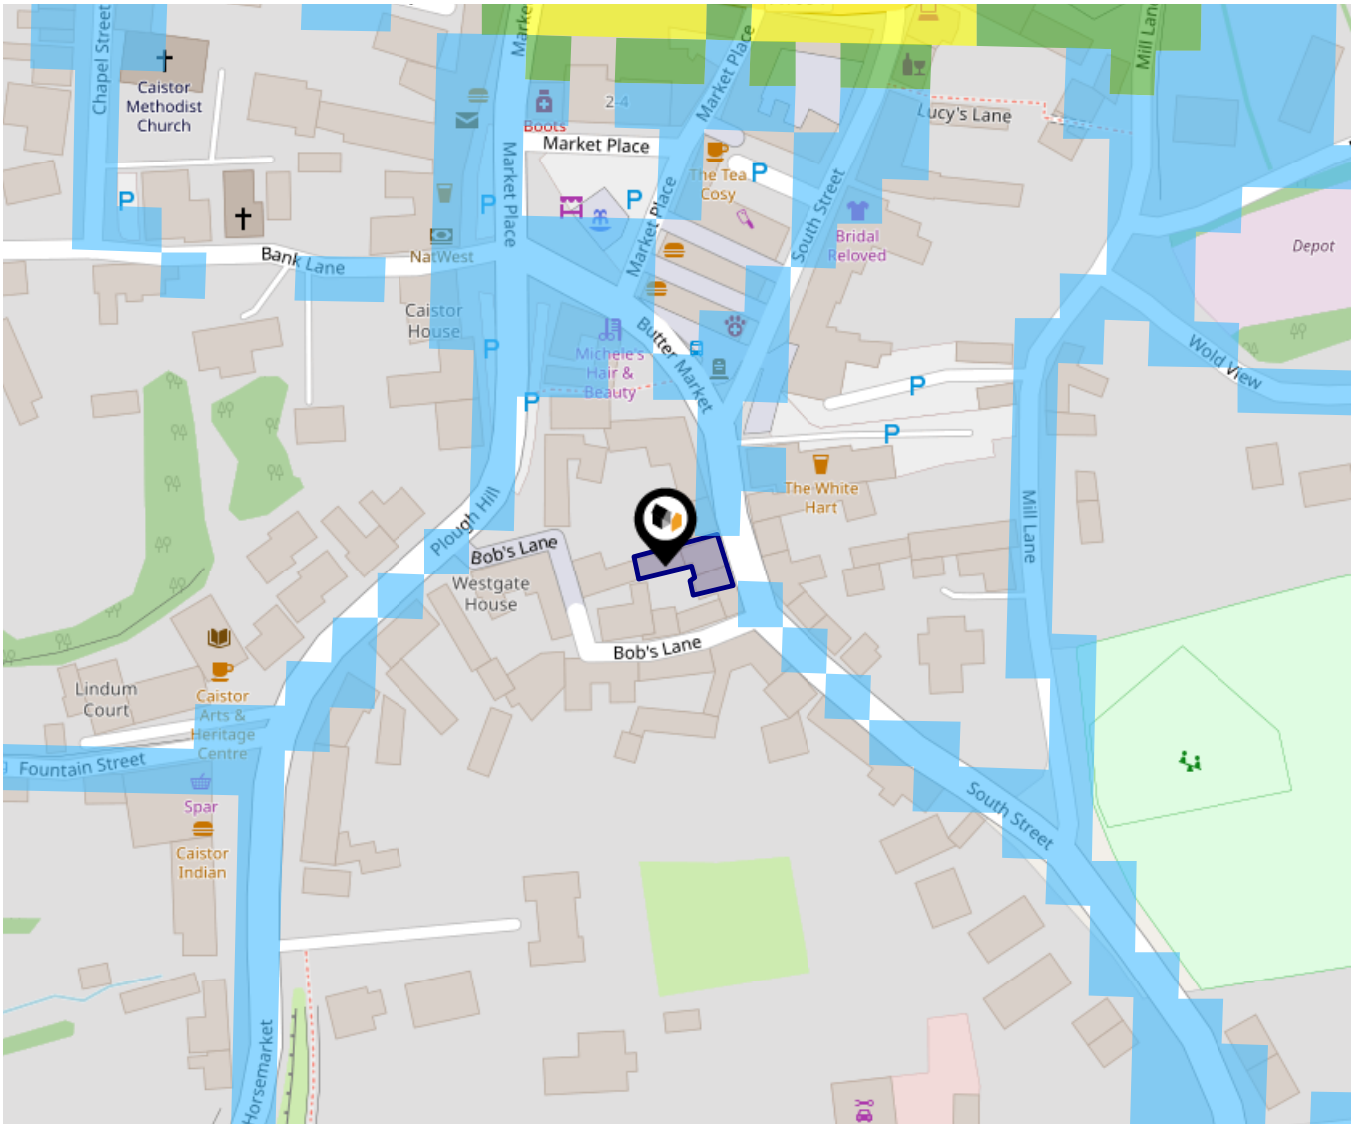 Chapel Street
Marke
Market Place
Mill Lan
Caistor
Methodist
Church
2-4
Boots
Market Place
Lucy's Lane
The Tea
Cosy
P
P
P
P
Market Place
Market Place
South Street
Bridal
Reloved
Depot
Bank Lane
NatWest
Caistor
House
Butter Market
Michele's
Hair &
Beauty
P
P
P
P
Wold View
The White
Hart
Plough Hill
Mill Lane
Bob's Lane
Westgate
House
Bob's Lane
Lindum
Court
Caistor
Arts &
Heritage
Centre
Fountain Street
Spar
Caistor
Indian
South Street
Horsemarket